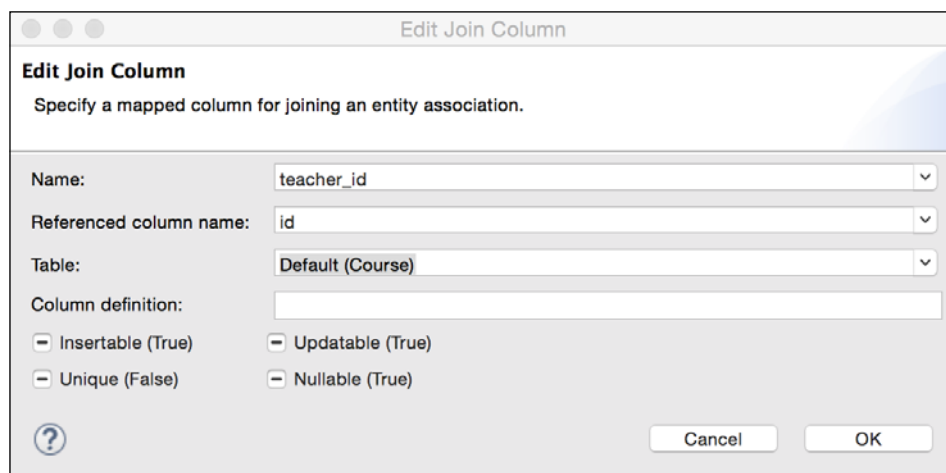 Edit Join Column
Edit Join Column
Specify a mapped column for joining an entity association.
Name: teacher_id
Referenced column name: id
Table: Default (Course)
Column definition:
Insertable (True) Updatable (True)
Unique (False) Nullable (True)
? Cancel OK